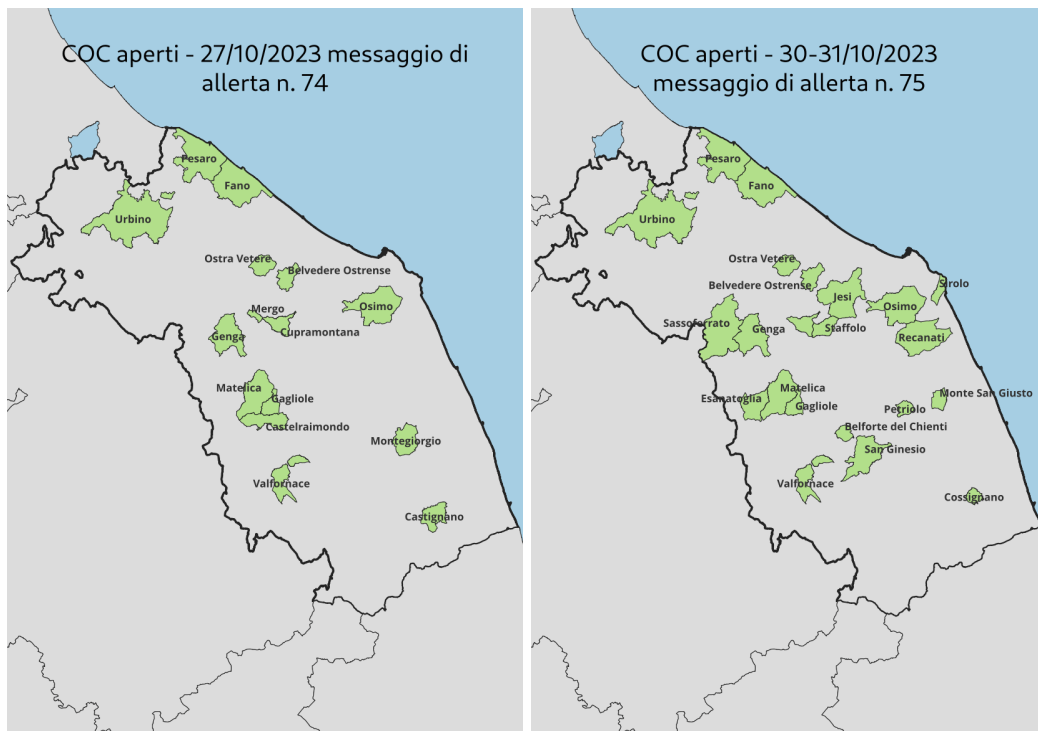 COC aperti - 27/10/2023 messaggio di
allerta n. 74
Pesaro
Fano
Urbino
Ostra Vetere
Belvedere Ostrense
Osimo
Mergo
Cupramontana
Genga
Matelica
Gagliole
Castelraimondo
Montegiorgio
Valfornace
Castignano
COC aperti - 30-31/10/2023
messaggio di allerta n. 75
Pesaro
Fano
Urbino
Ostra Vetere
Belvedere Ostrense
Sirolo
Jesi
Osimo
Sassoferrato
Genga
Staffolo
Recanati
Matelica
Esanatoglia
Gagliole
Monte San Giusto
Petriolo
Belforte del Chienti
San Ginesio
Valfornace
Cossignano